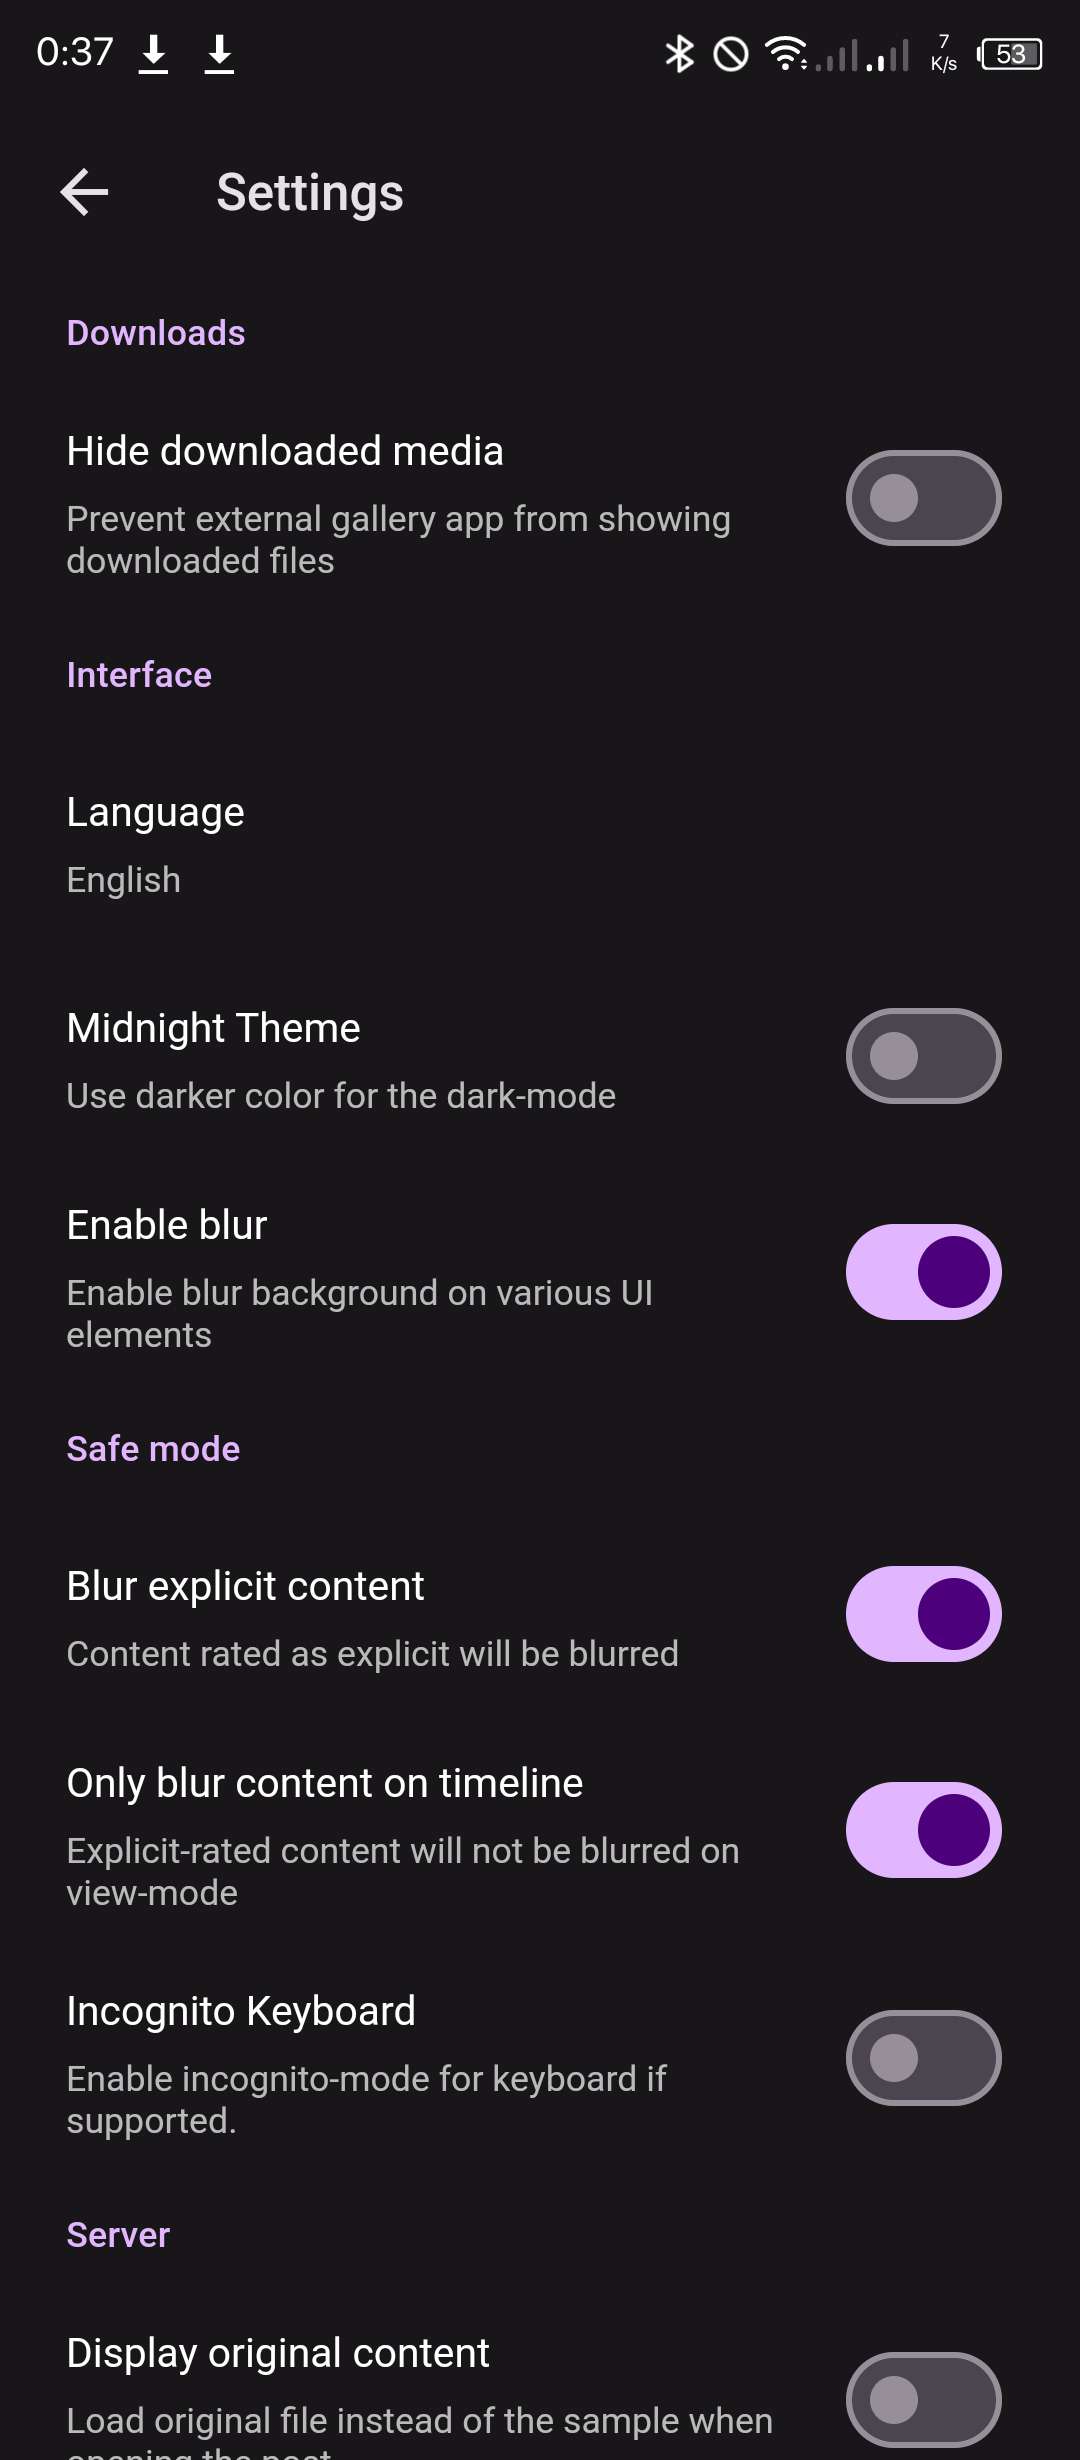 0:37
7
K/s
53
Settings
Downloads
Hide downloaded media
Prevent external gallery app from showing
downloaded files
Interface
Language
English
Midnight Theme
Use darker color for the dark-mode
Enable blur
Enable blur background on various UI
elements
Safe mode
Blur explicit content
Content rated as explicit will be blurred
Only blur content on timeline
Explicit-rated content will not be blurred on
view-mode
Incognito Keyboard
Enable incognito-mode for keyboard if
supported.
Server
Display original content
Load original file instead of the sample when
opening the post